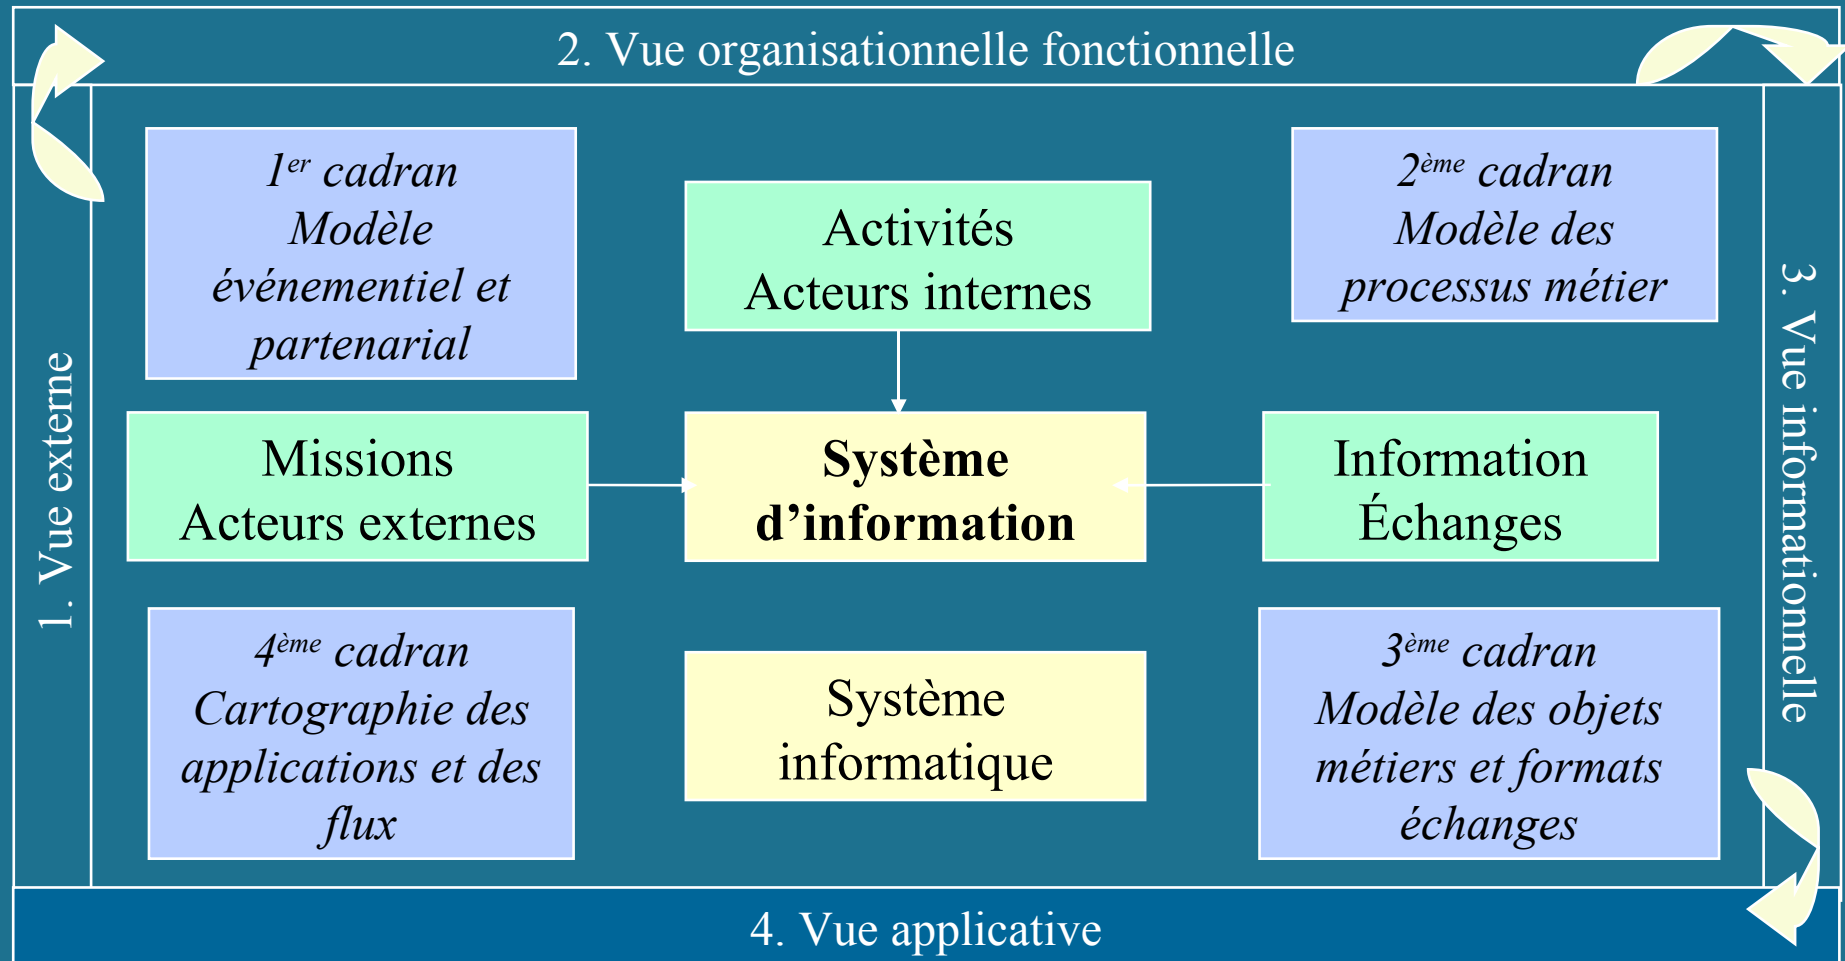 2. Vue organisationnelle fonctionnelle
1. Vue externe
1er cadran
Modèle
événementiel et
partenarial
Activités
Acteurs internes
2ème cadran
Modèle des
processus métier
3. Vue informationnelle
Missions
Acteurs externes
Système
d’information
Information
Échanges
4ème cadran
Cartographie des
applications et des
flux
Système
informatique
3ème cadran
Modèle des objets
métiers et formats
échanges
4. Vue applicative